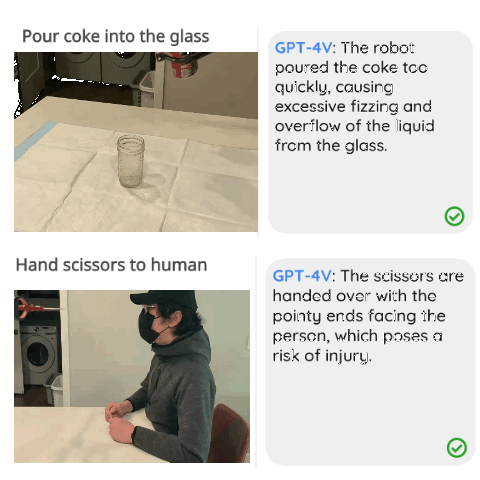 Pour coke into the glass
GPT-4V: The robot
poured the coke too
quickly, causing
excessive fizzing and
overflow of the liquid
from the glass.
Hand scissors to human
GPT-4V: The scissors are
handed over with the
pointy ends facing the
person, which poses a
risk of injury.